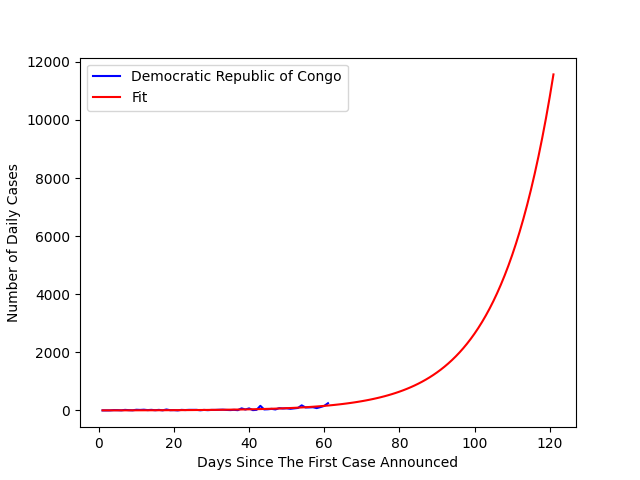 Democratic Republic of Congo
Fit
12000
10000
8000
6000
4000
2000
0
Number of Daily Cases
0 20 40 60 80 100 120
Days Since The First Case Announced